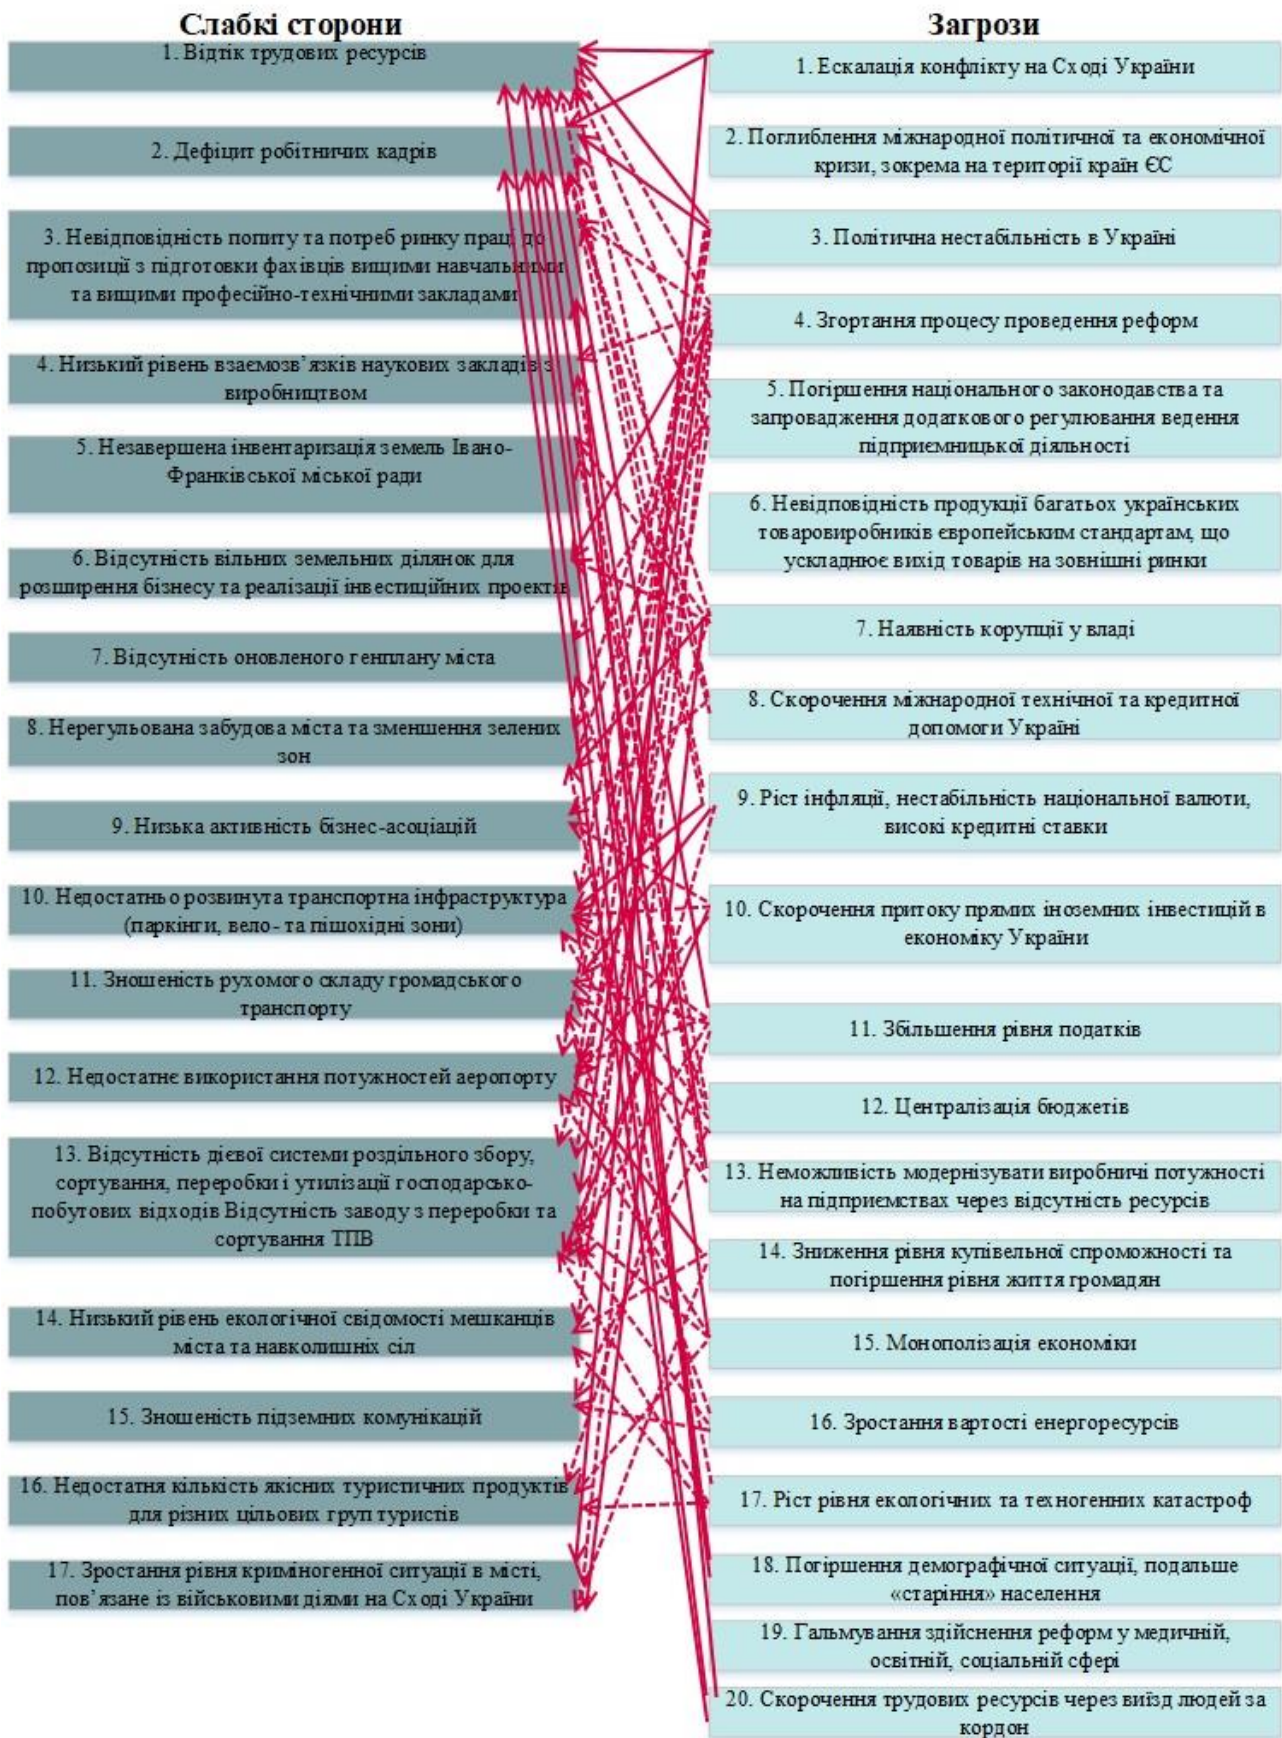 Слабкі сторони
1. Відтік трудових ресурсів
2. Дефіцит робітничих кадрів
3. Невідповідність попиту та потреб ринку праці до
пропозиції з підготовки фахівців вищими навчальними
та вищими професійно-технічними закладами
4. Низький рівень взаємозв’язків наукових закладів з
виробництвом
5. Незавершена інвентаризація земель Івано-
Франківської міської ради
6. Відсутність вільних земельних ділянок для
розширення бізнесу та реалізації інвестиційних проектів
7. Відсутність оновленого генплану міста
8. Нерегульована забудова міста та зменшення зелених
зон
9. Низька активність бізнес-асоціацій
10. Недостатньо розвинута транспортна інфраструктура
(паркінги, вело- та пішохідні зони)
11. Зношеність рухомого складу громадського
транспорту
12. Недостатнє використання потужностей аеропорту
13. Відсутність дієвої системи роздільного збору,
сортування, переробки і утилізації господарсько-
побутових відходів Відсутність заводу з переробки та
сортування ТПВ
14. Низький рівень екологічної свідомості мешканців
міста та навколишніх сіл
15. Зношеність підземних комунікацій
16. Недостатня кількість якісних туристичних продуктів
для різних цільових груп туристів
17. Зростання рівня криміногенної ситуації в місті,
пов’язане із військовими діями на Сході України
Загрози
1. Ескалація конфлікту на Сході України
2. Поглиблення міжнародної політичної та економічної
кризи, зокрема на території країн ЄС
3. Політична нестабільність в Україні
4. Згортання процесу проведення реформ
5. Погіршення національного законодавства та
запровадження додаткового регулювання ведення
підприємницької діяльності
6. Невідповідність продукції багатьох українських
товаровиробників європейським стандартам, що
ускладнює вихід товарів на зовнішні ринки
7. Наявність корупції у владі
8. Скорочення міжнародної технічної та кредитної
допомоги Україні
9. Ріст інфляції, нестабільність національної валюти,
високі кредитні ставки
10. Скорочення притоку прямих іноземних інвестицій в
економіку України
11. Збільшення рівня податків
12. Централізація бюджетів
13. Неможливість модернізувати виробничі потужності
на підприємствах через відсутність ресурсів
14. Зниження рівня купівельної спроможності та
погіршення рівня життя громадян
15. Монополізація економіки
16. Зростання вартості енергоресурсів
17. Ріст рівня екологічних та техногенних катастроф
18. Погіршення демографічної ситуації, подальше
«старіння» населення
19. Гальмування здійснення реформ у медичній,
освітній, соціальній сфері
20. Скорочення трудових ресурсів через виїзд людей за
кордон